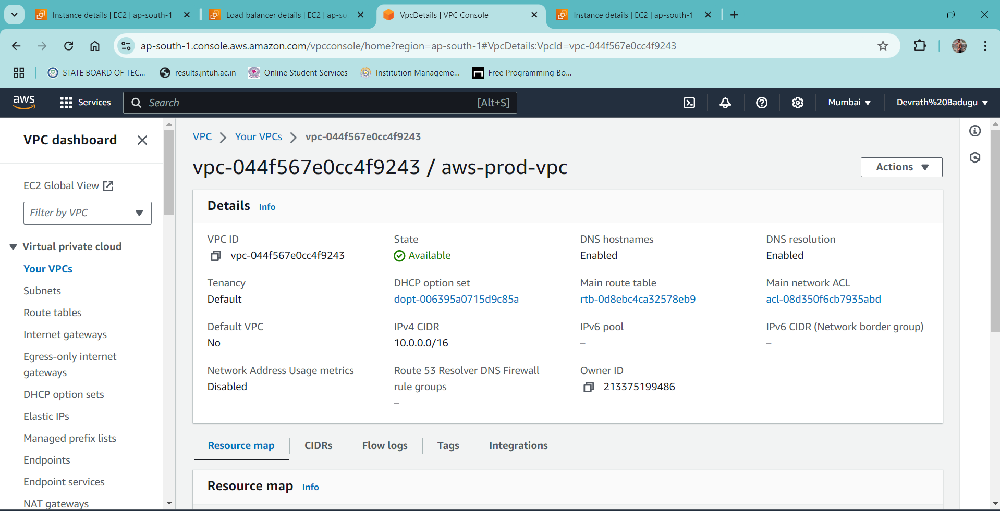 Instance details | EC2 | ap-south-1
Load balancer details | EC2 | ap-so
VpcDetails | VPC Console
Instance details | EC2 | ap-south-1
ap-south-1.console.aws.amazon.com/vpcconsole/home?region=ap-south-1#VpcDetails:VpcId=vpc-044f567e0cc4f9243
STATE BOARD OF TEC...
results.jntuh.ac.in
Online Student Services
Institution Manageme...
Free Programming Bo...
aws
Services
Search
[Alt+S]
Mumbai
Devrath%20Badugu
VPC dashboard
EC2 Global View
Filter by VPC
Virtual private cloud
Your VPCs
Subnets
Route tables
Internet gateways
Egress-only internet
gateways
DHCP option sets
Elastic IPs
Managed prefix lists
Endpoints
Endpoint services
NAT gateways
VPC
Your VPCs
vpc-044f567e0cc4f9243
vpc-044f567e0cc4f9243 / aws-prod-vpc
Actions
Details Info
VPC ID
vpc-044f567e0cc4f9243
State
Available
DNS hostnames
Enabled
DNS resolution
Enabled
Tenancy
Default
DHCP option set
dopt-006395a0715d9c85a
Main route table
rtb-0d8ebc4ca32578eb9
Main network ACL
acl-08d350f6cb7935abd
Default VPC
No
IPv4 CIDR
10.0.0.0/16
IPv6 pool
–
IPv6 CIDR (Network border group)
–
Network Address Usage metrics
Disabled
Route 53 Resolver DNS Firewall
rule groups
–
Owner ID
213375199486
Resource map
CIDRs
Flow logs
Tags
Integrations
Resource map Info